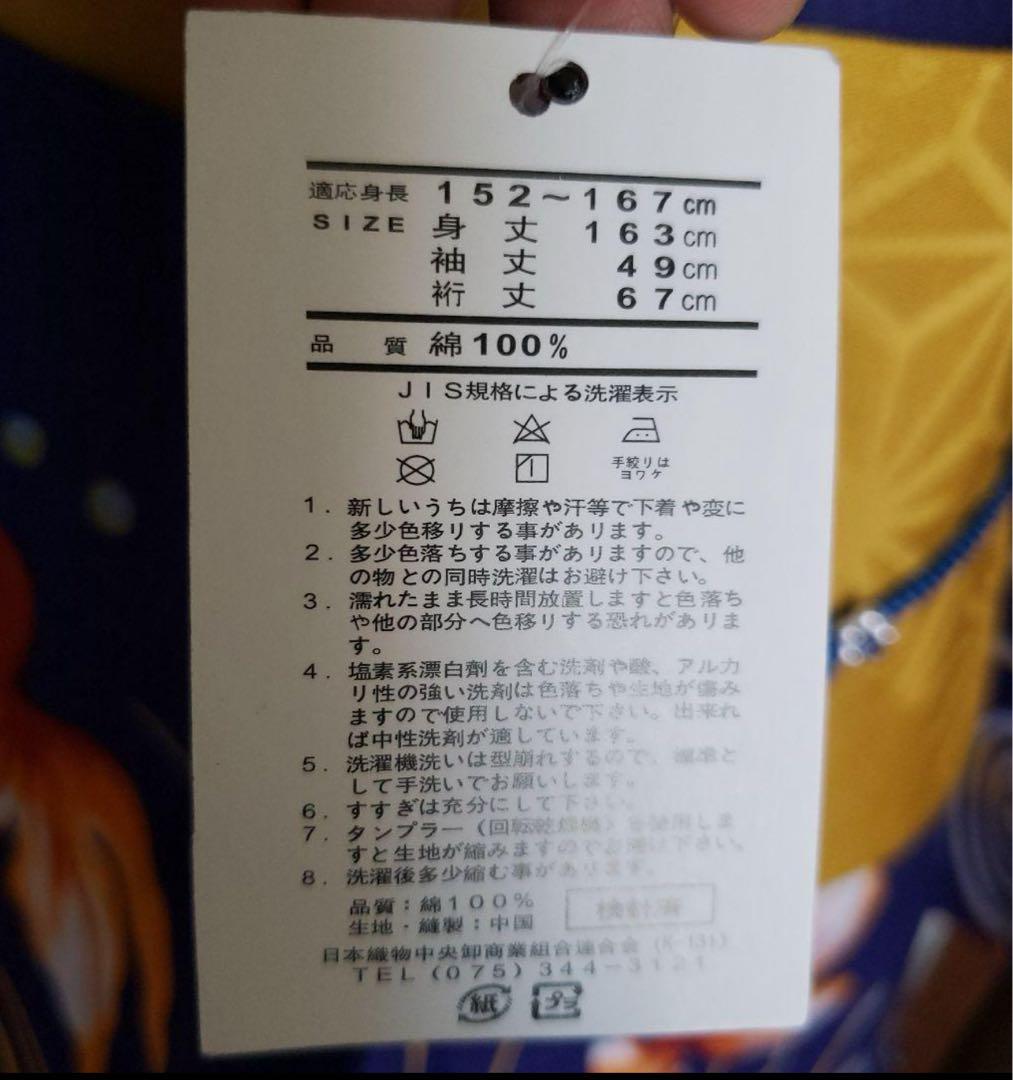 適応身長 152~167cm
SIZE 身丈 163cm
袖丈 49cm
裄丈 67cm
品質 綿100%
JIS規格による洗濯表示
手絞りは
ヨワク
1. 新しいうちは摩擦や汗等で下着や変に
多少色移りする事があります。
2. 多少色落ちする事がありますので、他
の物との同時洗濯はお避け下さい。
3. 濡れたまま長時間放置しますと色落ち
や他の部分へ色移りする恐れがありま
す。
4. 塩素系漂白剤を含む洗剤や酸、アルカ
リ性の強い洗剤は色落ちや生地が傷み
ますので使用しないで下さい。出来れ
ば中性洗剤が適しています。
5. 洗濯機洗いは型崩れするので、標準と
して手洗いでお願いします。
6. すすぎは充分にして下さい。
7. タンブラー(回転乾燥機)を使用しま
すと生地が縮みますのでお避け下さい。
8. 洗濯後多少縮む事があります。
品質:綿100%
生地・縫製:中国
検針済
日本織物中央卸商業組合連合会(K-131)
TEL(075)344-3121